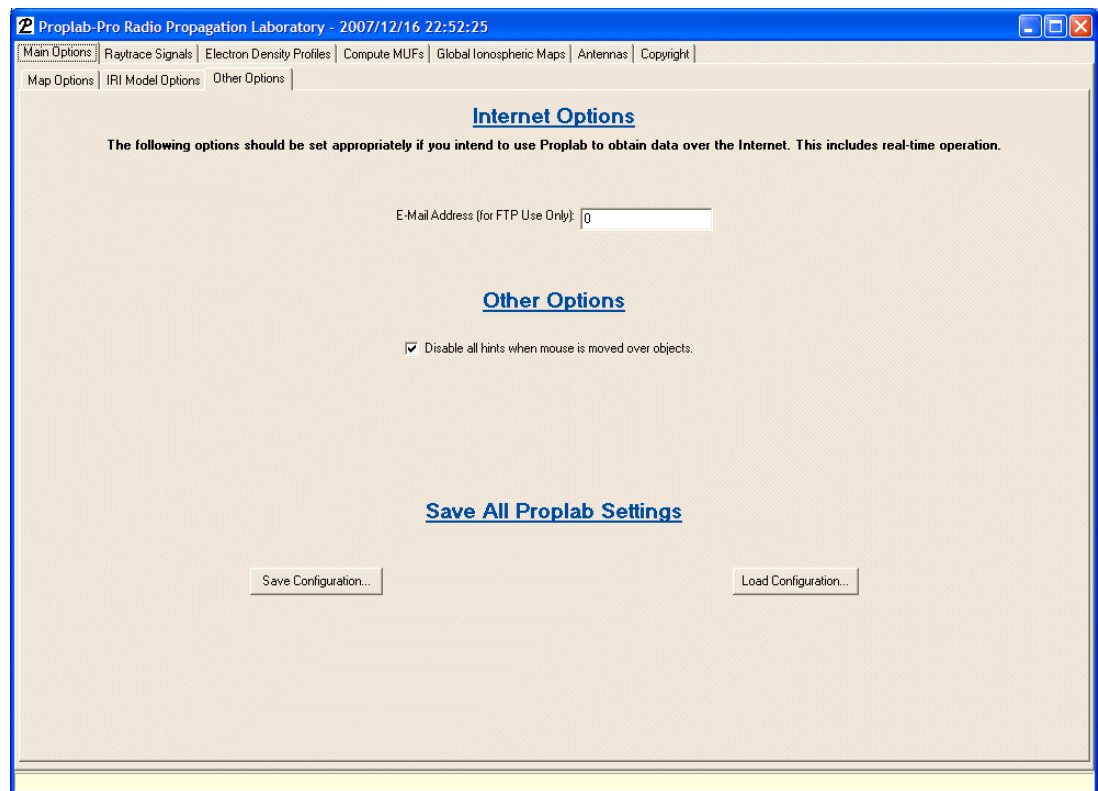 Proplab-Pro Radio Propagation Laboratory - 2007/12/16 22:52:25
Main Options Raytrace Signals Electron Density Profiles Compute MUFs Global Ionospheric Maps Antennas Copyright
Map Options IRI Model Options Other Options
Internet Options
The following options should be set appropriately if you intend to use Proplab to obtain data over the Internet. This includes real-time operation.
E-Mail Address (for FTP Use Only): 0
Other Options
Disable all hints when mouse is moved over objects.
Save All Proplab Settings
Save Configuration... Load Configuration...